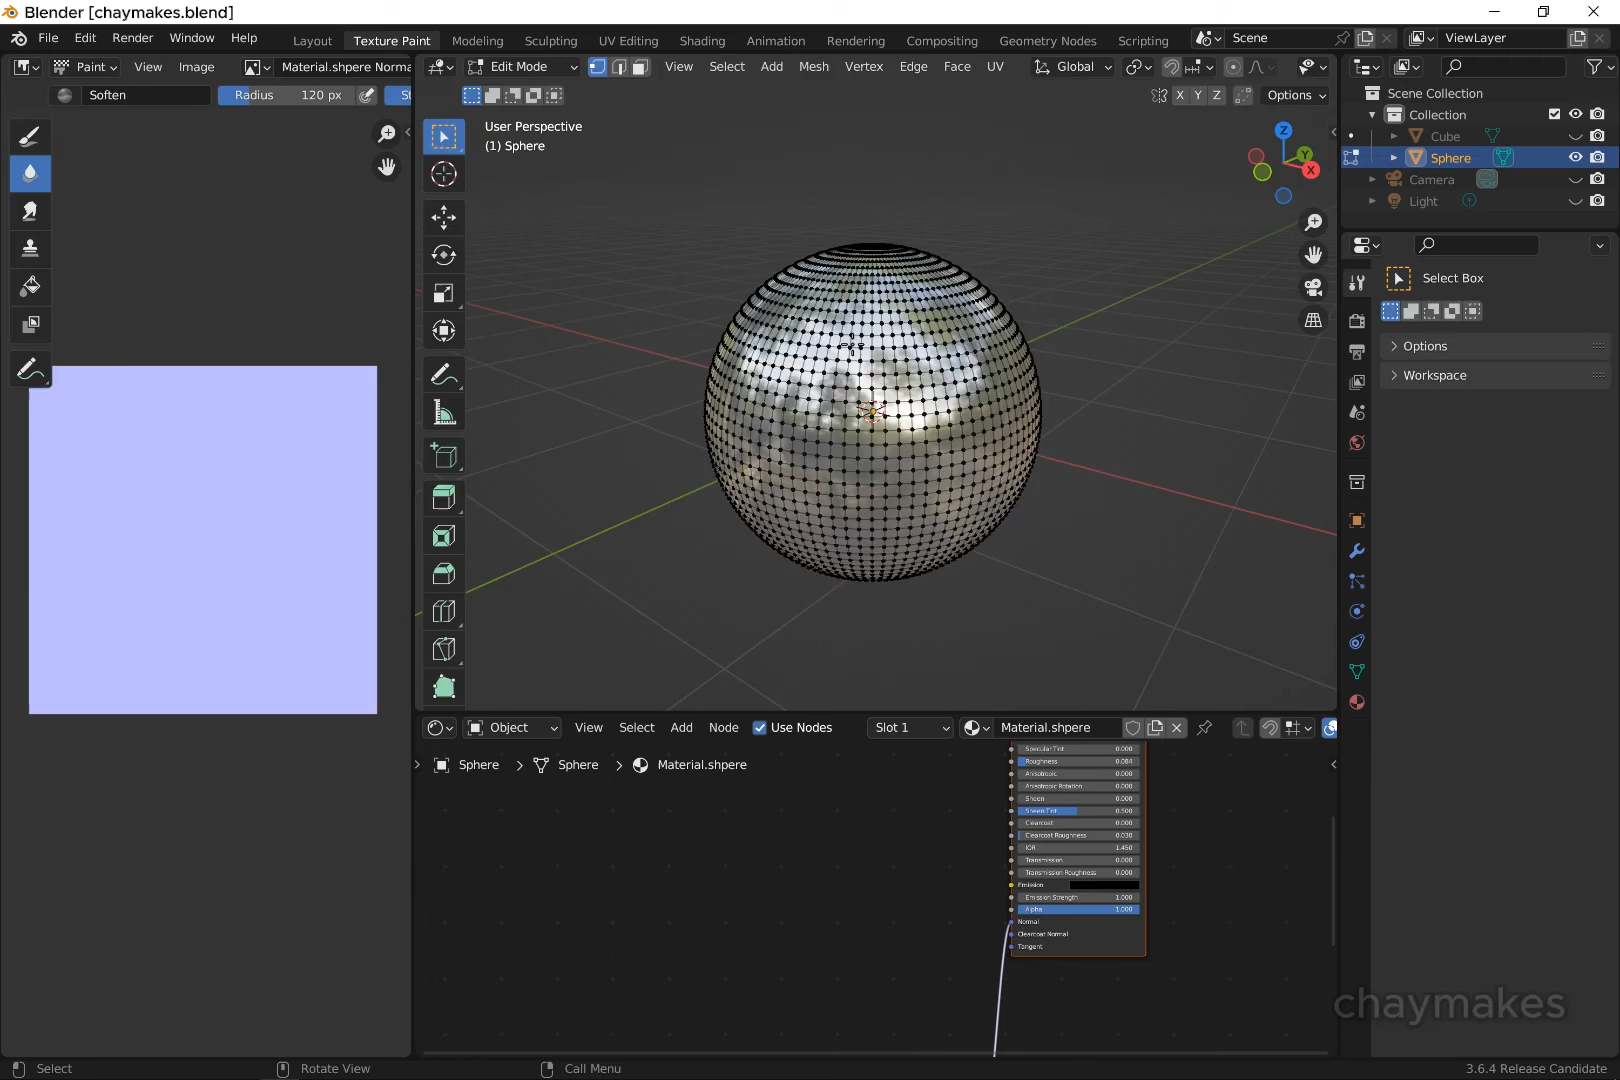 Blender [chaymakes.blend]
File Edit Render Window Help
Layout Texture Paint Modeling Sculpting UV Editing Shading Animation Rendering Compositing Geometry Nodes Scripting
Scene
ViewLayer
Paint View Image
Material.shpere Norma
Soften
Radius 120 px
St
Edit Mode
View Select Add Mesh Vertex Edge Face UV
Global
X Y Z
Options
User Perspective
(1) Sphere
Z
Y
X
Scene Collection
Collection
Cube
Sphere
Camera
Light
Select Box
Options
Workspace
Object
View Select Add Node
Use Nodes
Slot 1
Material.shpere
Sphere > Sphere > Material.shpere
Specular Tint 0.000
Roughness 0.084
Anisotropic 0.000
Anisotropic Rotation 0.000
Sheen 0.000
Sheen Tint 0.500
Clearcoat 0.000
Clearcoat Roughness 0.030
IOR 1.450
Transmission 0.000
Transmission Roughness 0.000
Emission
Emission Strength 1.000
Alpha 1.000
Normal
Clearcoat Normal
Tangent
chaymakes
Select
Rotate View
Call Menu
3.6.4 Release Candidate